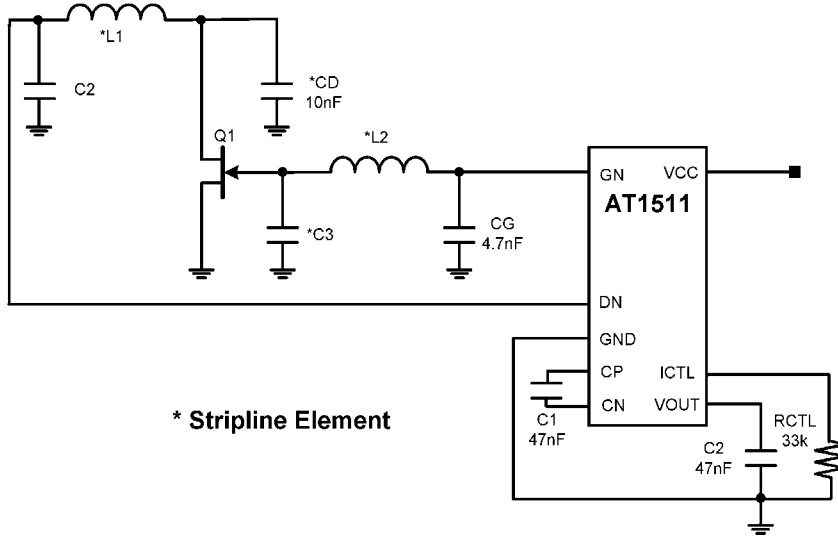 *L1
C2
*CD
10nF
Q1
*L2
*C3
CG
4.7nF
GN
VCC
AT1511
DN
GND
CP
CN
ICTL
VOUT
C1
47nF
C2
47nF
RCTL
33k
* Stripline Element